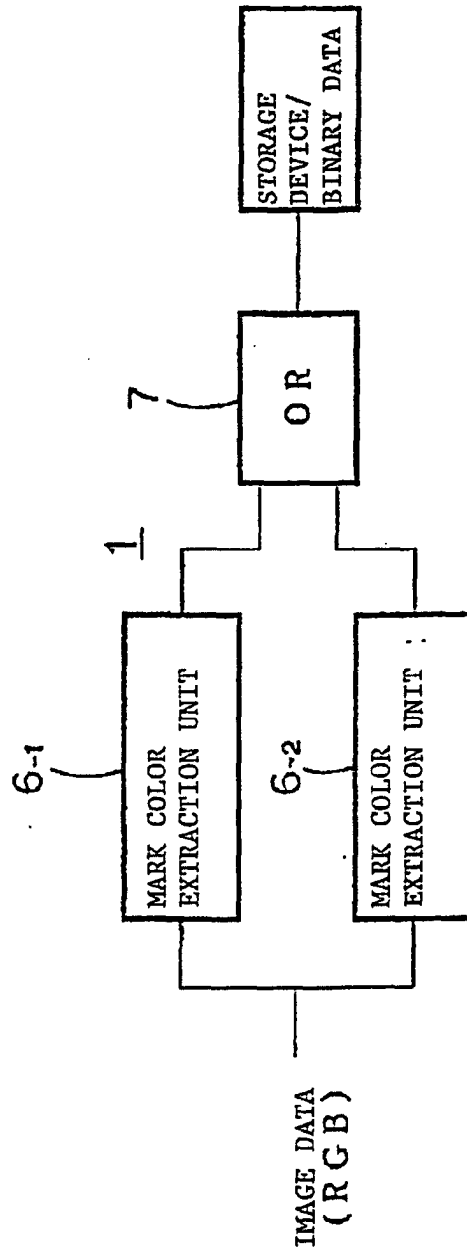 IMAGE DATA
(RGB)
1
6-1
MARK COLOR
EXTRACTION UNIT
6-2
MARK COLOR
EXTRACTION UNIT :
7
OR
STORAGE
DEVICE/
BINARY DATA